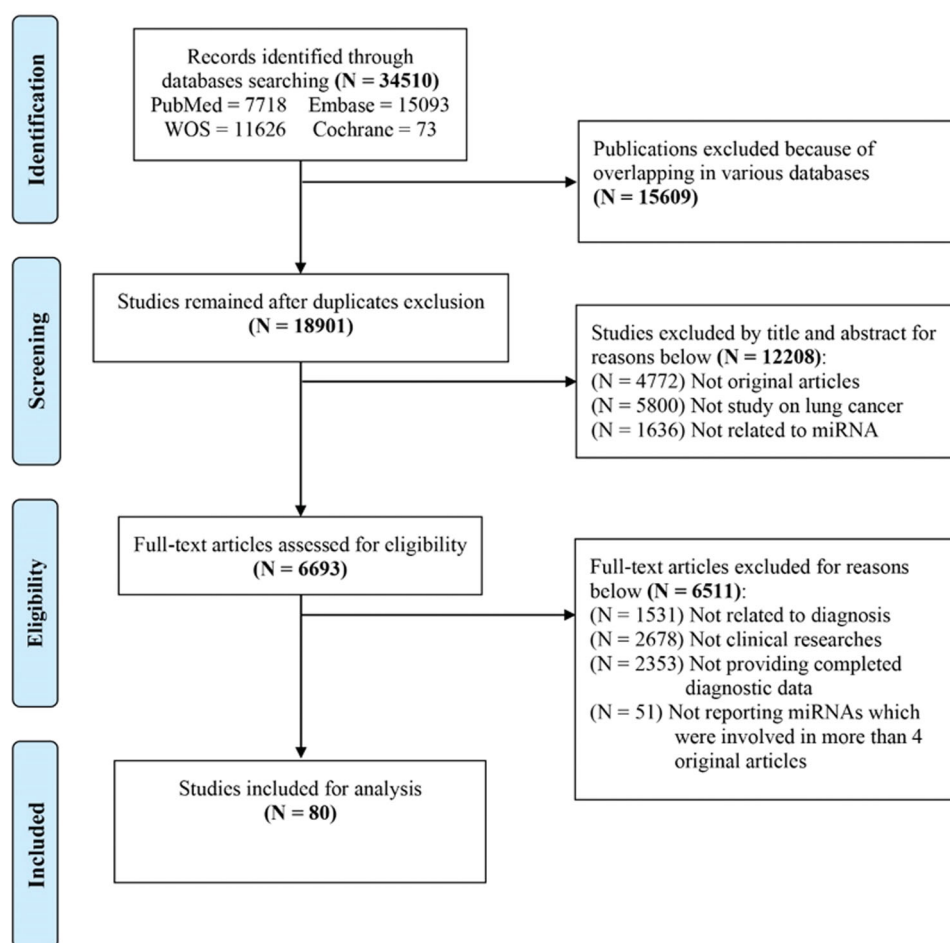 Identification
Records identified through
databases searching (N = 34510)
PubMed = 7718 Embase = 15093
WOS = 11626 Cochrane = 73
Publications excluded because of
overlapping in various databases
(N = 15609)
Screening
Studies remained after duplicates exclusion
(N = 18901)
Studies excluded by title and abstract for
reasons below (N = 12208):
(N = 4772) Not original articles
(N = 5800) Not study on lung cancer
(N = 1636) Not related to miRNA
Eligibility
Full-text articles assessed for eligibility
(N = 6693)
Full-text articles excluded for reasons
below (N = 6511):
(N = 1531) Not related to diagnosis
(N = 2678) Not clinical researches
(N = 2353) Not providing completed
diagnostic data
(N = 51) Not reporting miRNAs which
were involved in more than 4
original articles
Included
Studies included for analysis
(N = 80)